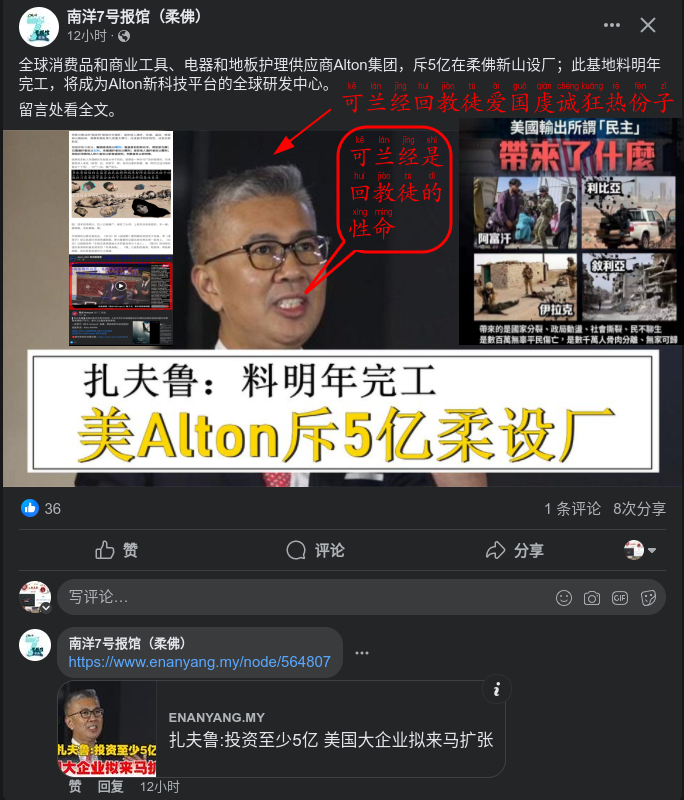 南洋7号报馆（柔佛）
12小时
全球消费品和商业工具、电器和地板护理供应商Alton集团，斥5亿在柔佛新山设厂；此基地料明年
完工，将成为Alton新科技平台的全球研发中心。
留言处看全文。
kě lán jīng huí jiào tú ài guó qián chéng kuáng rè fèn zǐ
可兰经回教徒爱国虔诚狂热份子
kě lán jīng shì
可兰经是
huí jiào tú dí
回教徒的
xìng mìng
性命
美國輸出所謂「民主」
帶來了什麼
阿富汗
利比亞
伊拉克
敘利亞
帶來的是國家分裂、政局動盪、社會撕裂、民不聊生
是數百萬無辜平民傷亡，是數千萬人骨肉分離、無家可歸
扎夫鲁：料明年完工
美Alton斥5亿柔设厂
36
1 条评论 8次分享
赞
评论
分享
写评论…
GIF
南洋7号报馆（柔佛）
https://www.enanyang.my/node/564807
ENANYANG.MY
扎夫鲁:投资至少5亿 美国大企业拟来马扩张
扎夫鲁:投资至少5亿
国大企业拟来马扩
赞 回复 12小时